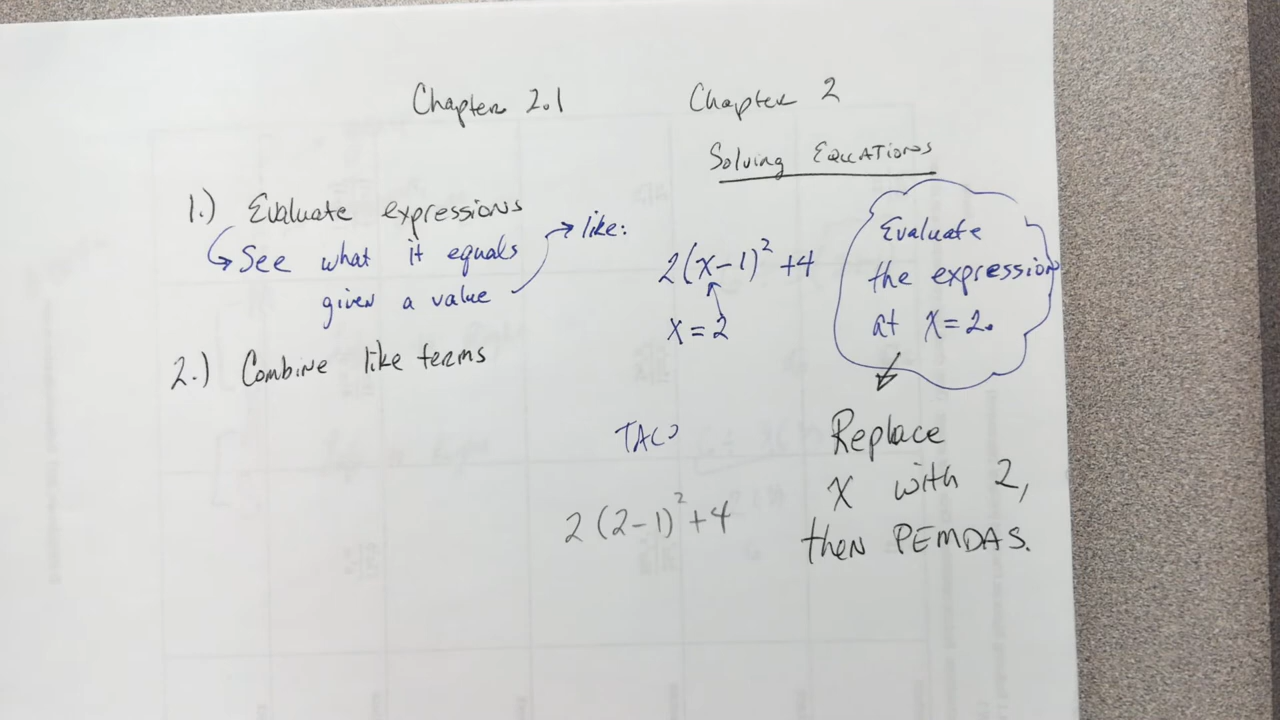 Chapter 2.1
Chapter 2
Solving EQUATIONS
1.) Evaluate expressions
See what it equals
given a value
like:
2(x-1)² +4
x = 2
Evaluate
the expression
at x=2.
2.) Combine like terms
Replace
x with 2,
then PEMDAS.
TACO
2(2-1)²+4